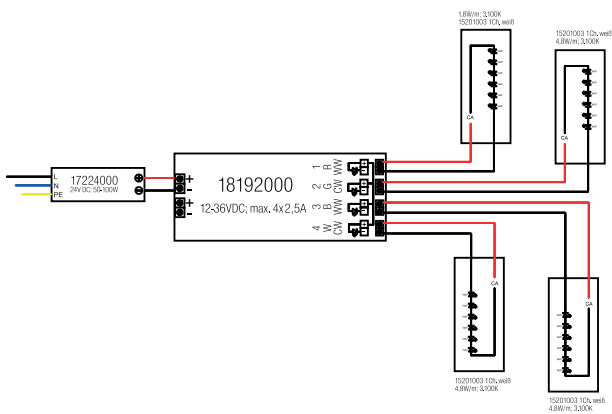 1,8W/m; 3.100K
15201003 1Ch. weiß
15201003 1Ch. weiß
4,8W/m; 3.100K
CA
CA
L
N
PE
17224000
24V DC; 50-100W
+
-
+
-
18192000
12-36VDC; max. 4x2,5A
1 R WW
2 G CW
3 B WW
4 W CW
CA
CA
15201003 1Ch. weiß
4,8W/m; 3.100K
15201003 1Ch. weiß
4,8W/m; 3.100K